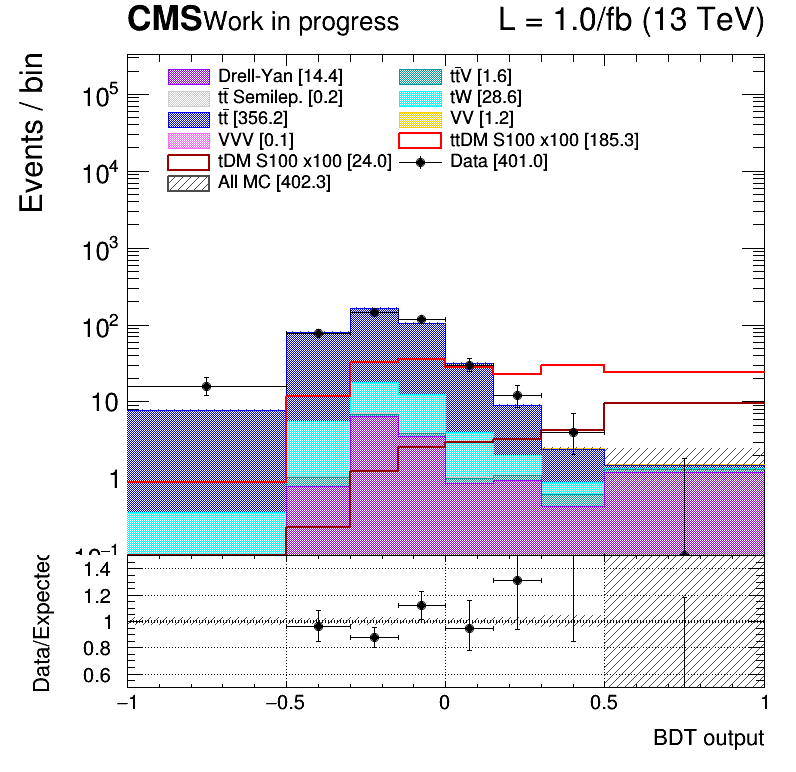 CMS Work in progress L = 1.0/fb (13 TeV)
Events / bin
Drell-Yan [14.4] tt̄V [1.6]
tt̄ Semilep. [0.2] tW [28.6]
tt̄ [356.2] VV [1.2]
VVV [0.1] ttDM S100 x100 [185.3]
tDM S100 x100 [24.0] Data [401.0]
All MC [402.3]
10⁵
10⁴
10³
10²
10
1
10⁻¹
Data/Expected
1.4
1.2
1
0.8
0.6
−1 −0.5 0 0.5 1
BDT output